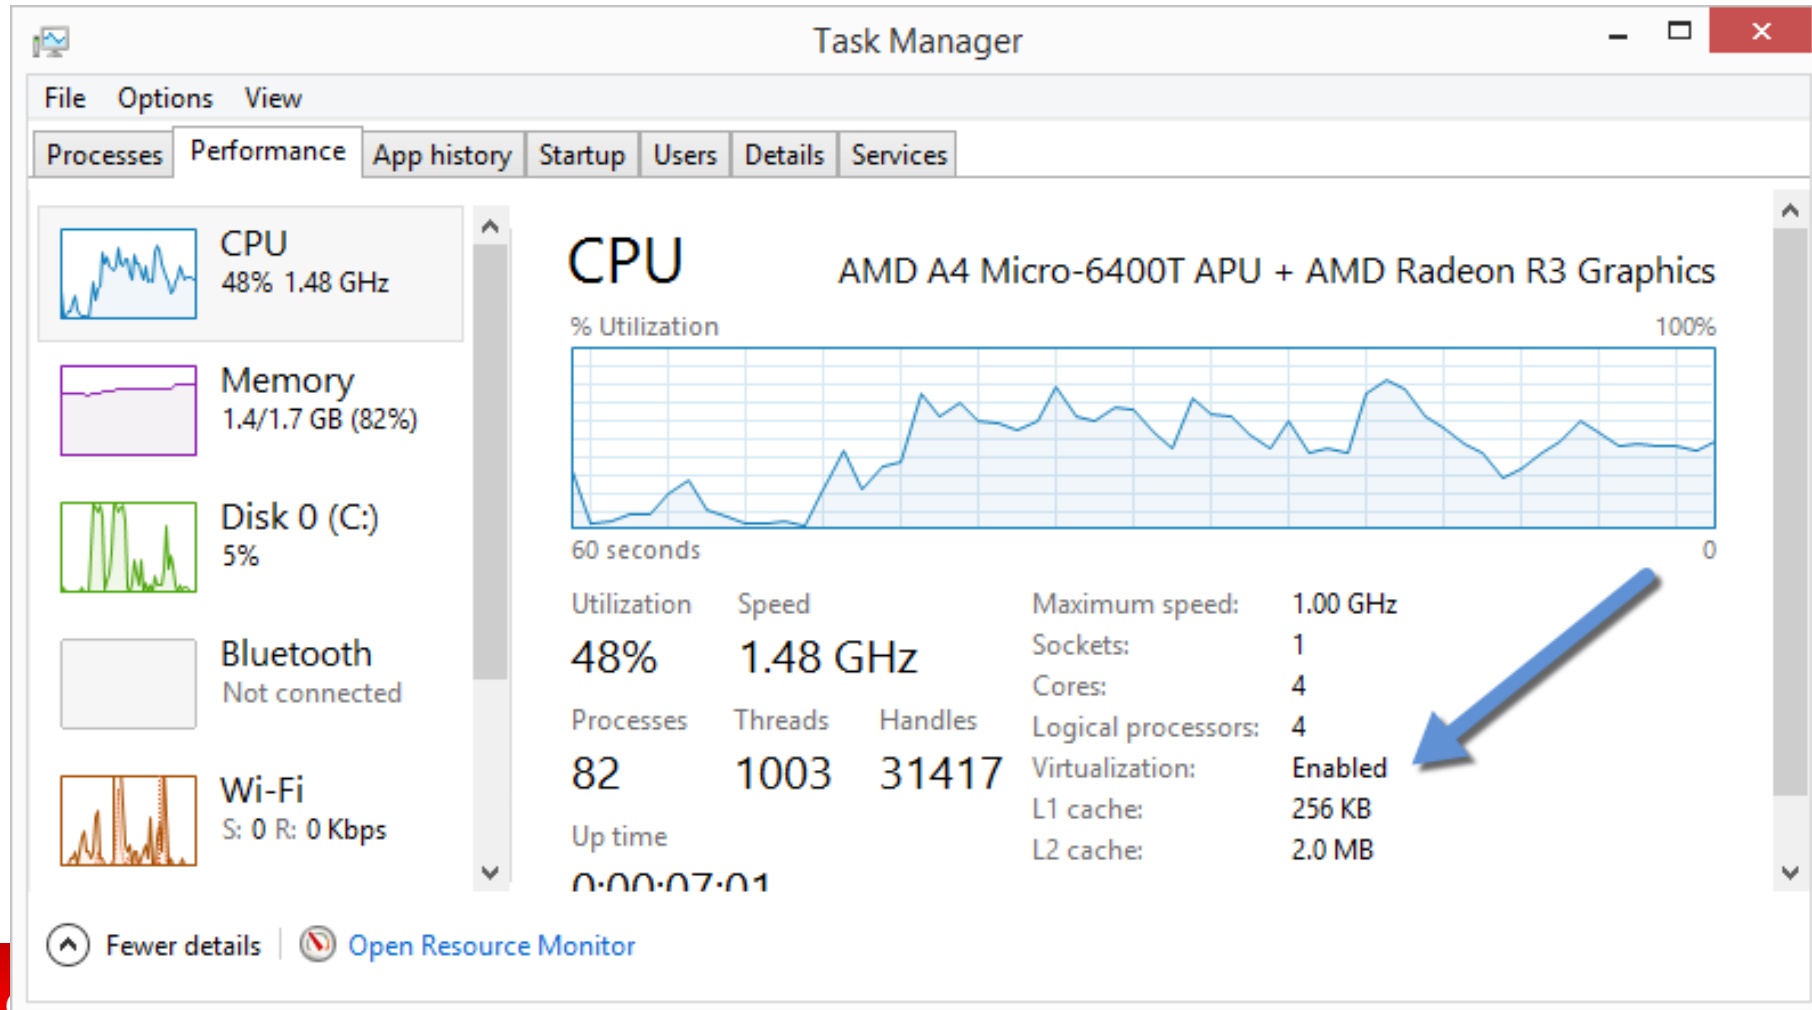 Task Manager
File Options View
Processes Performance App history Startup Users Details Services
CPU
48% 1.48 GHz
Memory
1.4/1.7 GB (82%)
Disk 0 (C:)
5%
Bluetooth
Not connected
Wi-Fi
S: 0 R: 0 Kbps
CPU AMD A4 Micro-6400T APU + AMD Radeon R3 Graphics
% Utilization 100%
60 seconds 0
Utilization Speed
48% 1.48 GHz
Processes Threads Handles
82 1003 31417
Up time
0:00:07:01
Maximum speed: 1.00 GHz
Sockets: 1
Cores: 4
Logical processors: 4
Virtualization: Enabled
L1 cache: 256 KB
L2 cache: 2.0 MB
Fewer details Open Resource Monitor